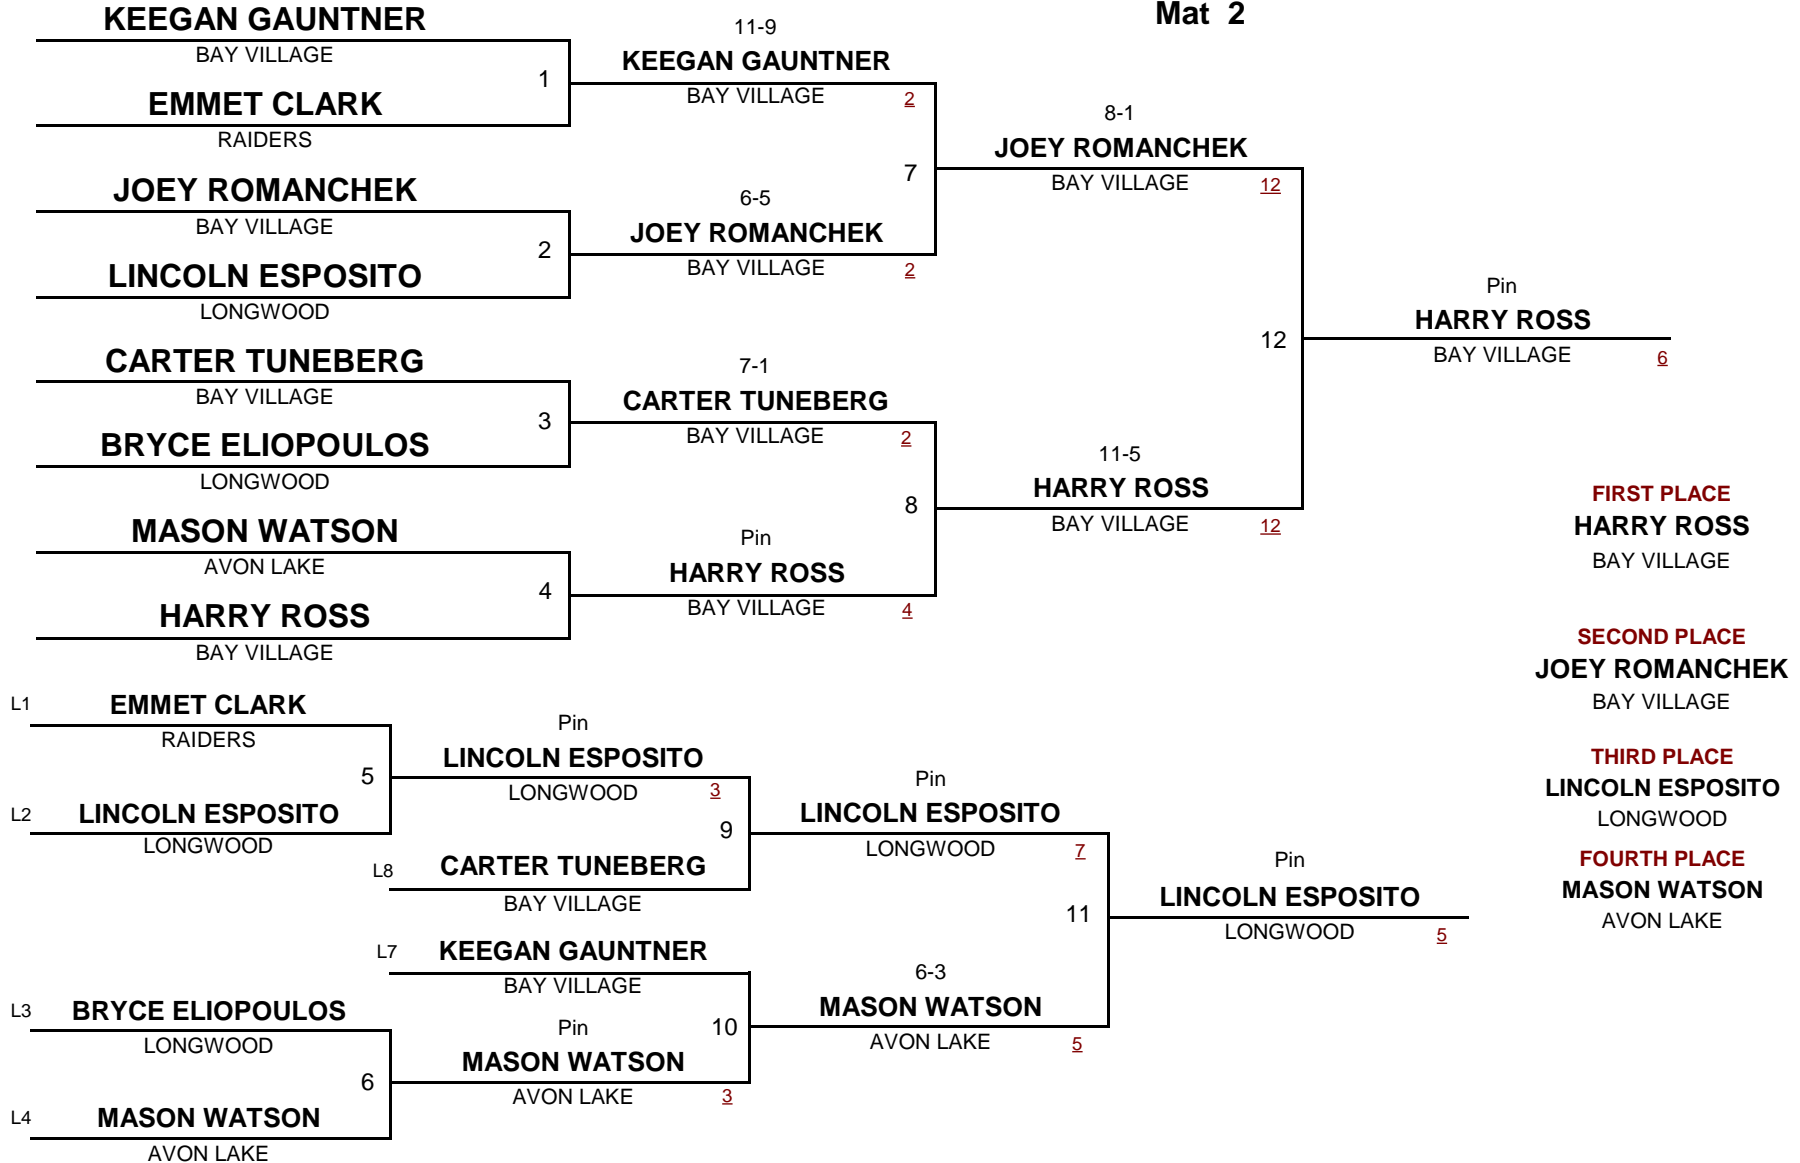 Mat 2
KEEGAN GAUNTNER
BAY VILLAGE
1
EMMET CLARK
RAIDERS
JOEY ROMANCHEK
BAY VILLAGE
2
LINCOLN ESPOSITO
LONGWOOD
CARTER TUNEBERG
BAY VILLAGE
3
BRYCE ELIOPOULOS
LONGWOOD
MASON WATSON
AVON LAKE
4
HARRY ROSS
BAY VILLAGE
11-9
KEEGAN GAUNTNER
BAY VILLAGE 2
7
6-5
JOEY ROMANCHEK
BAY VILLAGE 2
7-1
CARTER TUNEBERG
BAY VILLAGE 2
8
Pin
HARRY ROSS
BAY VILLAGE 4
8-1
JOEY ROMANCHEK
BAY VILLAGE 12
12
11-5
HARRY ROSS
BAY VILLAGE 12
Pin
HARRY ROSS
BAY VILLAGE 6
FIRST PLACE
HARRY ROSS
BAY VILLAGE
SECOND PLACE
JOEY ROMANCHEK
BAY VILLAGE
THIRD PLACE
LINCOLN ESPOSITO
LONGWOOD
FOURTH PLACE
MASON WATSON
AVON LAKE
L1 EMMET CLARK
RAIDERS
5
L2 LINCOLN ESPOSITO
LONGWOOD
L3 BRYCE ELIOPOULOS
LONGWOOD
6
L4 MASON WATSON
AVON LAKE
Pin
LINCOLN ESPOSITO
LONGWOOD 3
9
L8 CARTER TUNEBERG
BAY VILLAGE
L7 KEEGAN GAUNTNER
BAY VILLAGE
10
Pin
MASON WATSON
AVON LAKE 3
Pin
LINCOLN ESPOSITO
LONGWOOD 7
11
6-3
MASON WATSON
AVON LAKE 5
Pin
LINCOLN ESPOSITO
LONGWOOD 5